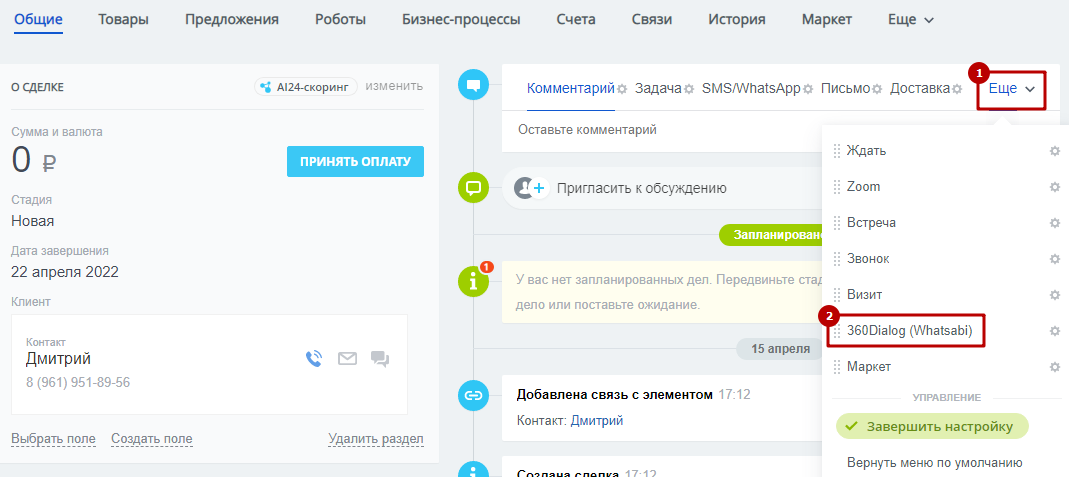 Общие Товары Предложения Роботы Бизнес-процессы Счета Связи История Маркет Еще
О СДЕЛКЕ AI24-скоринг изменить
Сумма и валюта
0 ₽ ПРИНЯТЬ ОПЛАТУ
Стадия
Новая
Дата завершения
22 апреля 2022
Клиент
Контакт
Дмитрий
8 (961) 951-89-56
Выбрать поле Создать поле Удалить раздел
1
Комментарий Задача SMS/WhatsApp Письмо Доставка Еще
Оставьте комментарий
Пригласить к обсуждению
Запланировано
1
У вас нет запланированных дел. Передвиньте
дело или поставьте ожидание.
15 апреля
Добавлена связь с элементом 17:12
Контакт: Дмитрий
Создана сделка 17:12
Ждать
Zoom
Встреча
Звонок
Визит
2
360Dialog (Whatsabi)
Маркет
УПРАВЛЕНИЕ
Завершить настройку
Вернуть меню по умолчанию